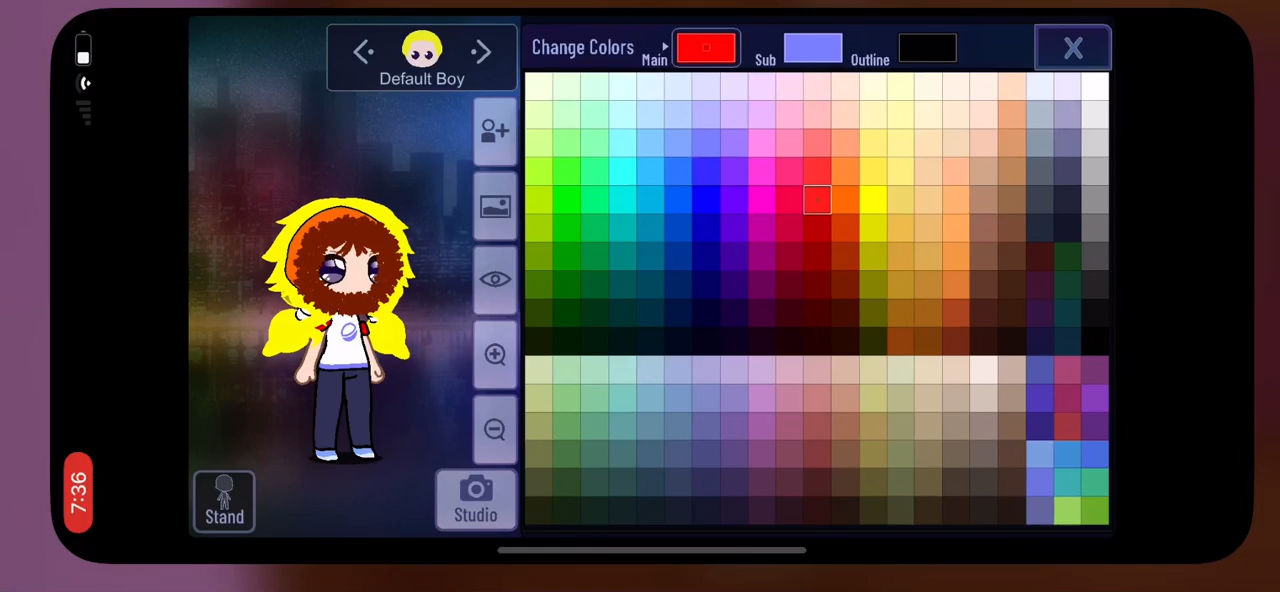 Change Colors
Main
Sub
Outline
X
Default Boy
Stand
Studio
7:36